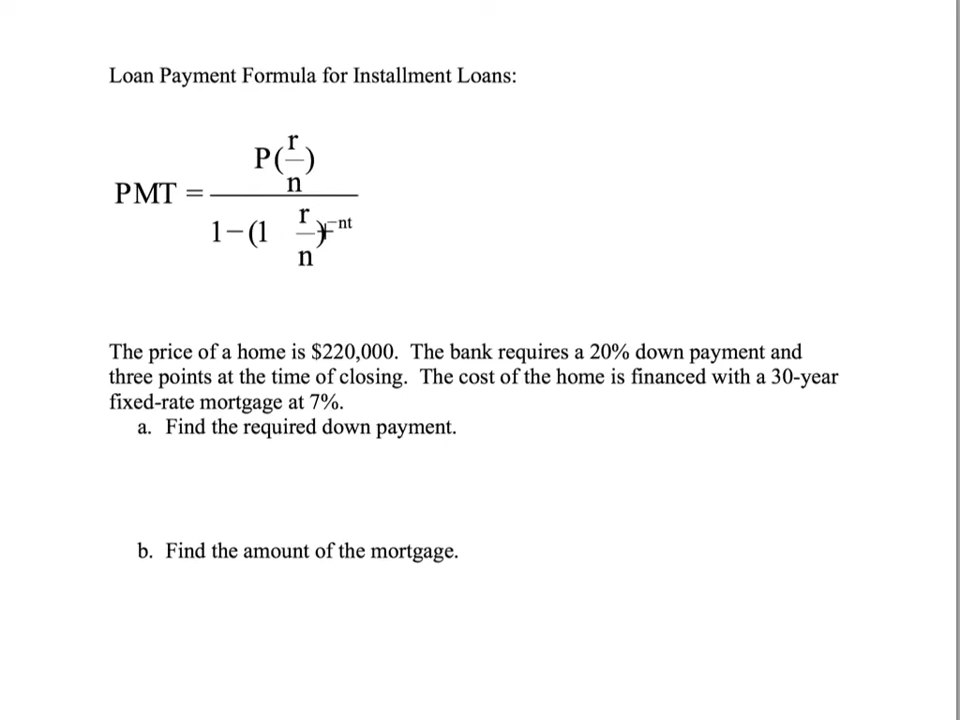 Loan Payment Formula for Installment Loans:
PMT = P(r/n) / 1−(1 + r/n)^−nt
The price of a home is $220,000. The bank requires a 20% down payment and
three points at the time of closing. The cost of the home is financed with a 30-year
fixed-rate mortgage at 7%.
a. Find the required down payment.
b. Find the amount of the mortgage.